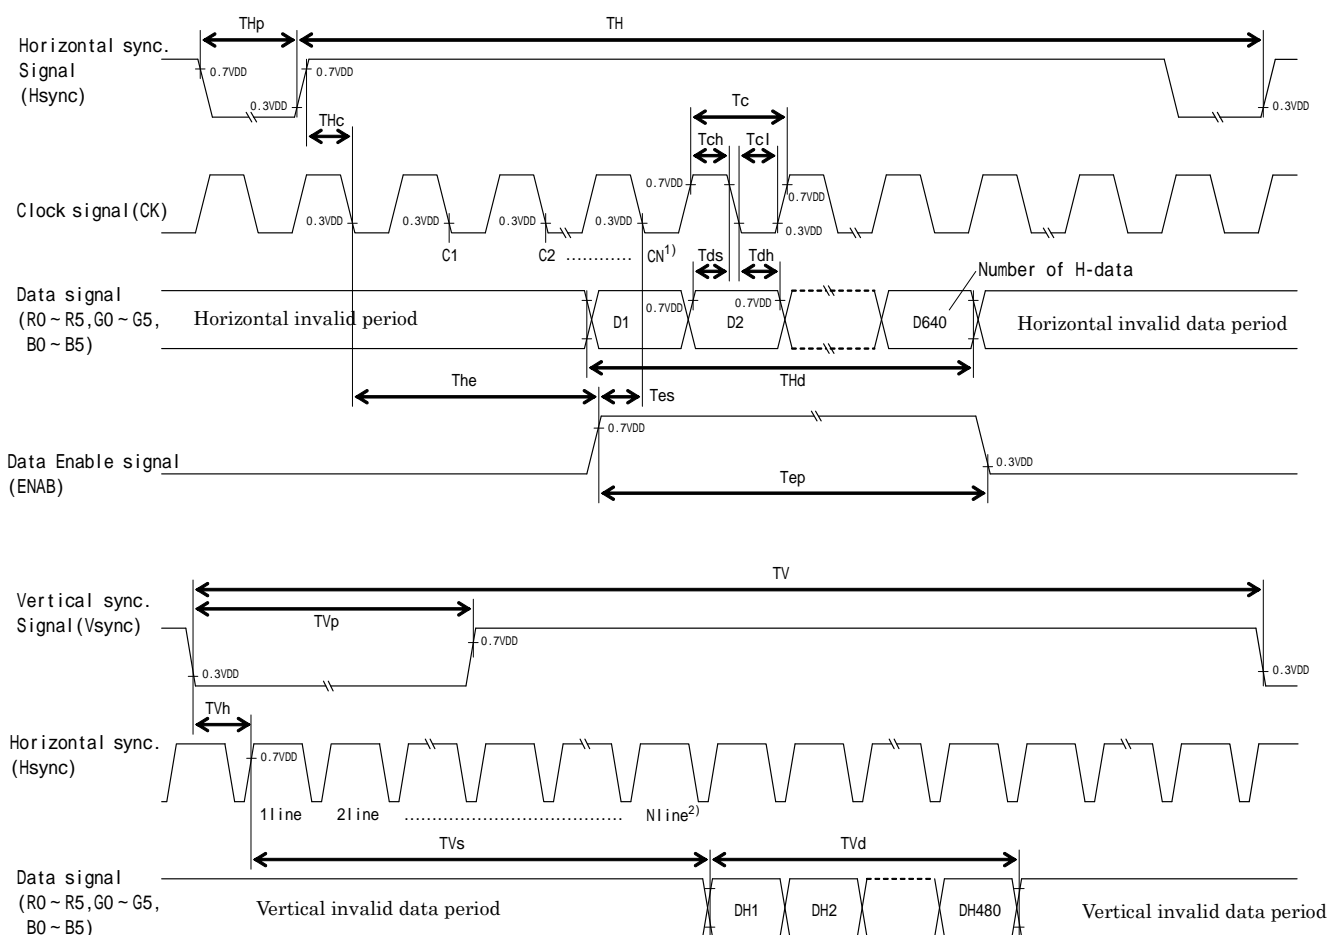 THp
TH
Horizontal sync.
Signal
(Hsync)
0.7VDD
0.7VDD
0.3VDD
0.3VDD
THc
Tc
Tch
Tcl
Clock signal(CK)
0.3VDD
0.3VDD
0.3VDD
0.3VDD
0.7VDD
0.7VDD
0.3VDD
C1
C2
............
CN1)
Tds
Tdh
Number of H-data
Data signal
(R0~R5,G0~G5,
B0~B5)
Horizontal invalid period
D1
0.7VDD
D2
0.7VDD
D640
Horizontal invalid data period
The
Tes
THd
0.7VDD
Data Enable signal
(ENAB)
0.3VDD
Tep
TV
Vertical sync.
Signal(Vsync)
TVp
0.7VDD
0.3VDD
0.3VDD
TVh
Horizontal sync.
(Hsync)
0.7VDD
1line
2line
.......................................
Nline2)
TVs
TVd
Data signal
(R0~R5,G0~G5,
B0~B5)
Vertical invalid data period
DH1
DH2
DH480
Vertical invalid data period